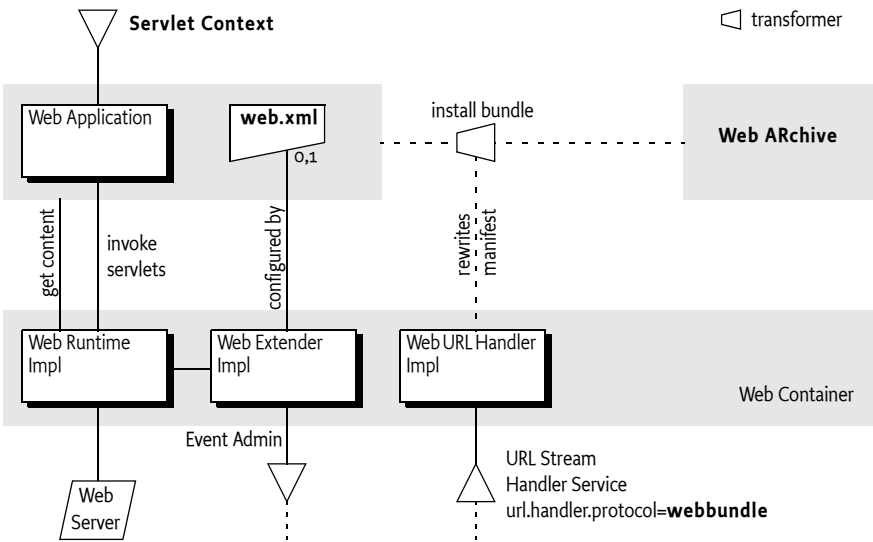 Servlet Context
transformer
Web Application
web.xml
0,1
install bundle
Web ARchive
get content
invoke
servlets
configured by
rewrites
manifest
Web Runtime
Impl
Web Extender
Impl
Web URL Handler
Impl
Web Container
Event Admin
Web
Server
URL Stream
Handler Service
url.handler.protocol=webbundle